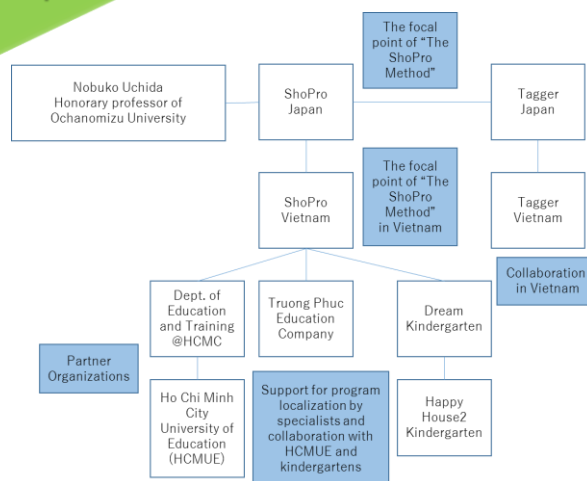 The focal
point of “The
ShoPro
Method”
Nobuko Uchida
Honorary professor of
Ochanomizu University
ShoPro
Japan
Tagger
Japan
ShoPro
Vietnam
The focal
point of “The
ShoPro
Method”
in Vietnam
Tagger
Vietnam
Collaboration
in Vietnam
Dept. of
Education
and Training
@HCMC
Truong Phuc
Education
Company
Dream
Kindergarten
Partner
Organizations
Ho Chi Minh
City
University of
Education
(HCMUE)
Support for program
localization by
specialists and
collaboration with
HCMUE and
kindergartens
Happy
House2
Kindergarten